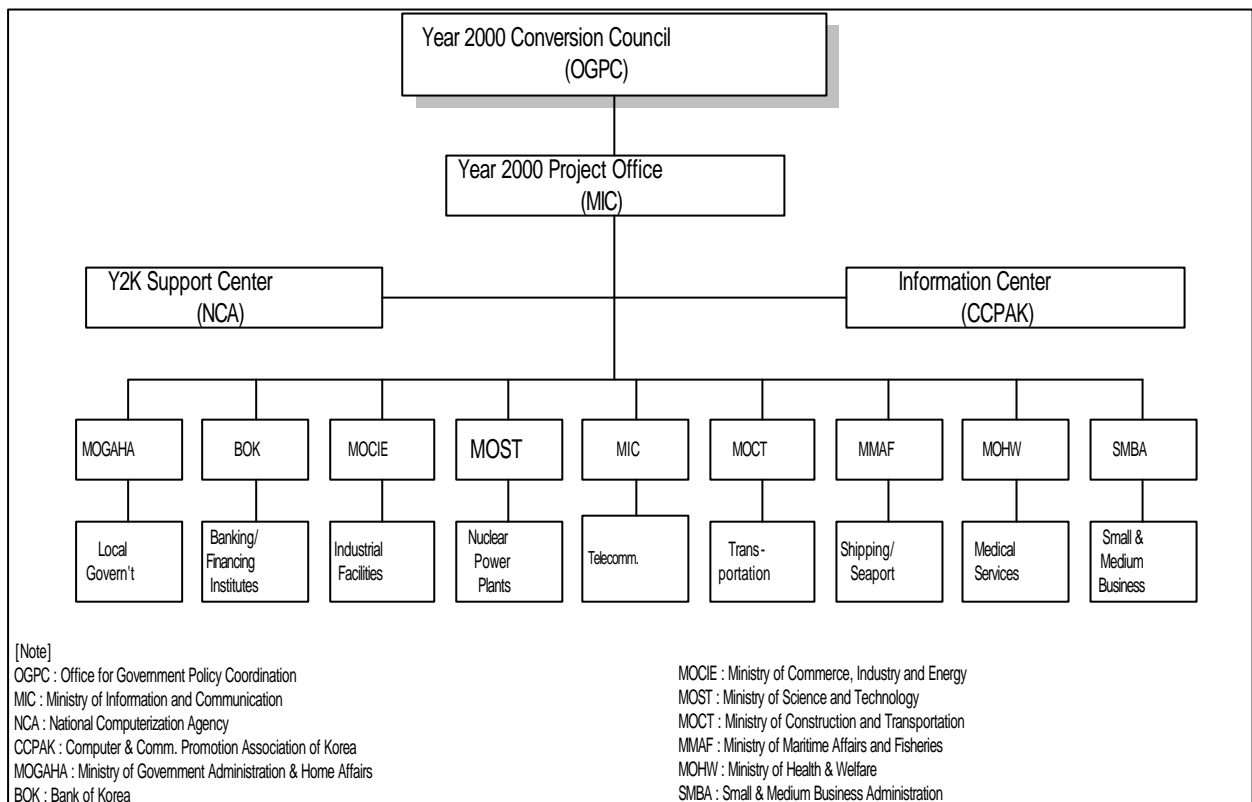 Year 2000 Conversion Council
(OGPC)
Year 2000 Project Office
(MIC)
Y2K Support Center
(NCA)
Information Center
(CCPAK)
MOGAHA
BOK
MOCIE
MOST
MIC
MOCT
MMAF
MOHW
SMBA
Local
Govern't
Banking/
Financing
Institutes
Industrial
Facilities
Nuclear
Power
Plants
Telecomm.
Trans-
portation
Shipping/
Seaport
Medical
Services
Small &
Medium
Business
[Note]
OGPC : Office for Government Policy Coordination
MIC : Ministry of Information and Communication
NCA : National Computerization Agency
CCPAK : Computer & Comm. Promotion Association of Korea
MOGAHA : Ministry of Government Administration & Home Affairs
BOK : Bank of Korea
MOCIE : Ministry of Commerce, Industry and Energy
MOST : Ministry of Science and Technology
MOCT : Ministry of Construction and Transportation
MMAF : Ministry of Maritime Affairs and Fisheries
MOHW : Ministry of Health & Welfare
SMBA : Small & Medium Business Administration